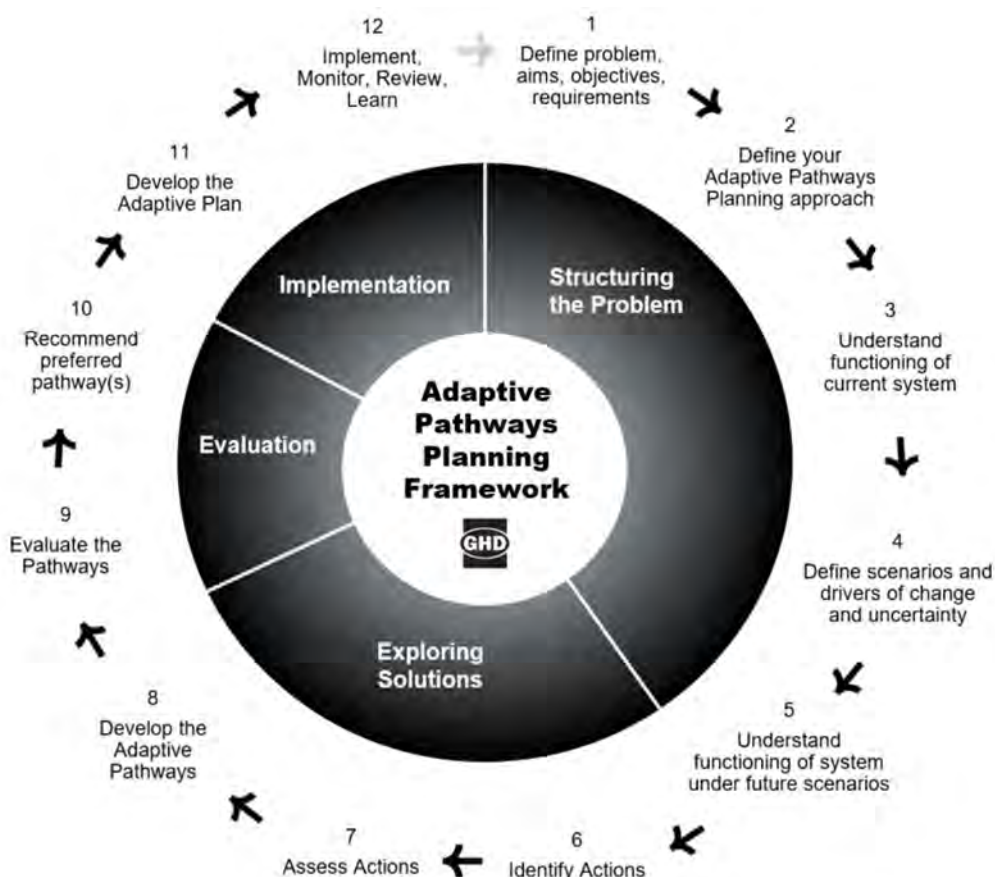 12
Implement,
Monitor, Review,
Learn
1
Define problem,
aims, objectives,
requirements
2
Define your
Adaptive Pathways
Planning approach
3
Understand
functioning of
current system
4
Define scenarios and
drivers of change
and uncertainty
5
Understand
functioning of system
under future scenarios
6
Identify Actions
7
Assess Actions
8
Develop the
Adaptive
Pathways
9
Evaluate the
Pathways
10
Recommend
preferred
pathway(s)
11
Develop the
Adaptive Plan
Implementation
Structuring
the Problem
Evaluation
Exploring
Solutions
Adaptive
Pathways
Planning
Framework
GHD